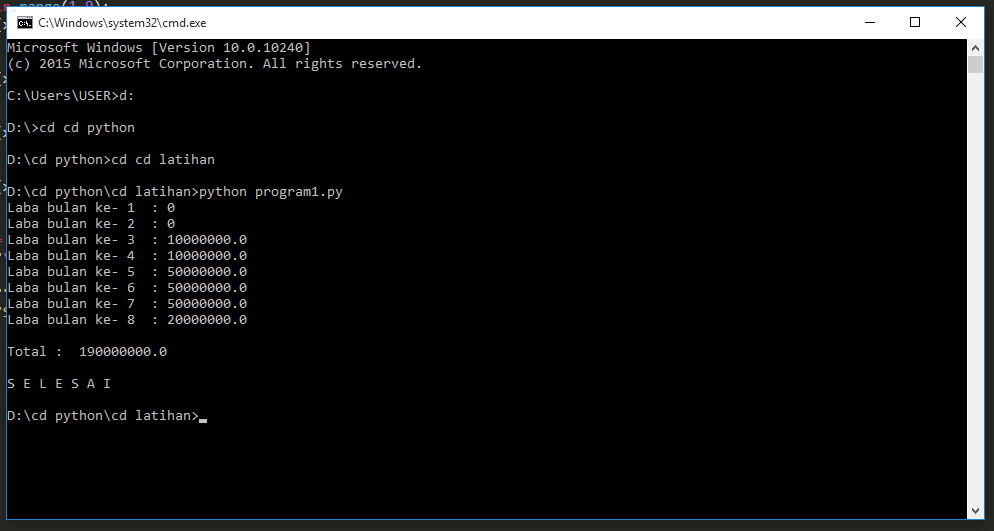 range(1,9):
C:\Windows\system32\cmd.exe
Microsoft Windows [Version 10.0.10240]
(c) 2015 Microsoft Corporation. All rights reserved.
C:\Users\USER>d:
D:\>cd cd python
D:\cd python>cd cd latihan
D:\cd python\cd latihan>python program1.py
Laba bulan ke- 1  : 0
Laba bulan ke- 2  : 0
Laba bulan ke- 3  : 10000000.0
Laba bulan ke- 4  : 10000000.0
Laba bulan ke- 5  : 50000000.0
Laba bulan ke- 6  : 50000000.0
Laba bulan ke- 7  : 50000000.0
Laba bulan ke- 8  : 20000000.0
Total :  190000000.0
S E L E S A I
D:\cd python\cd latihan>